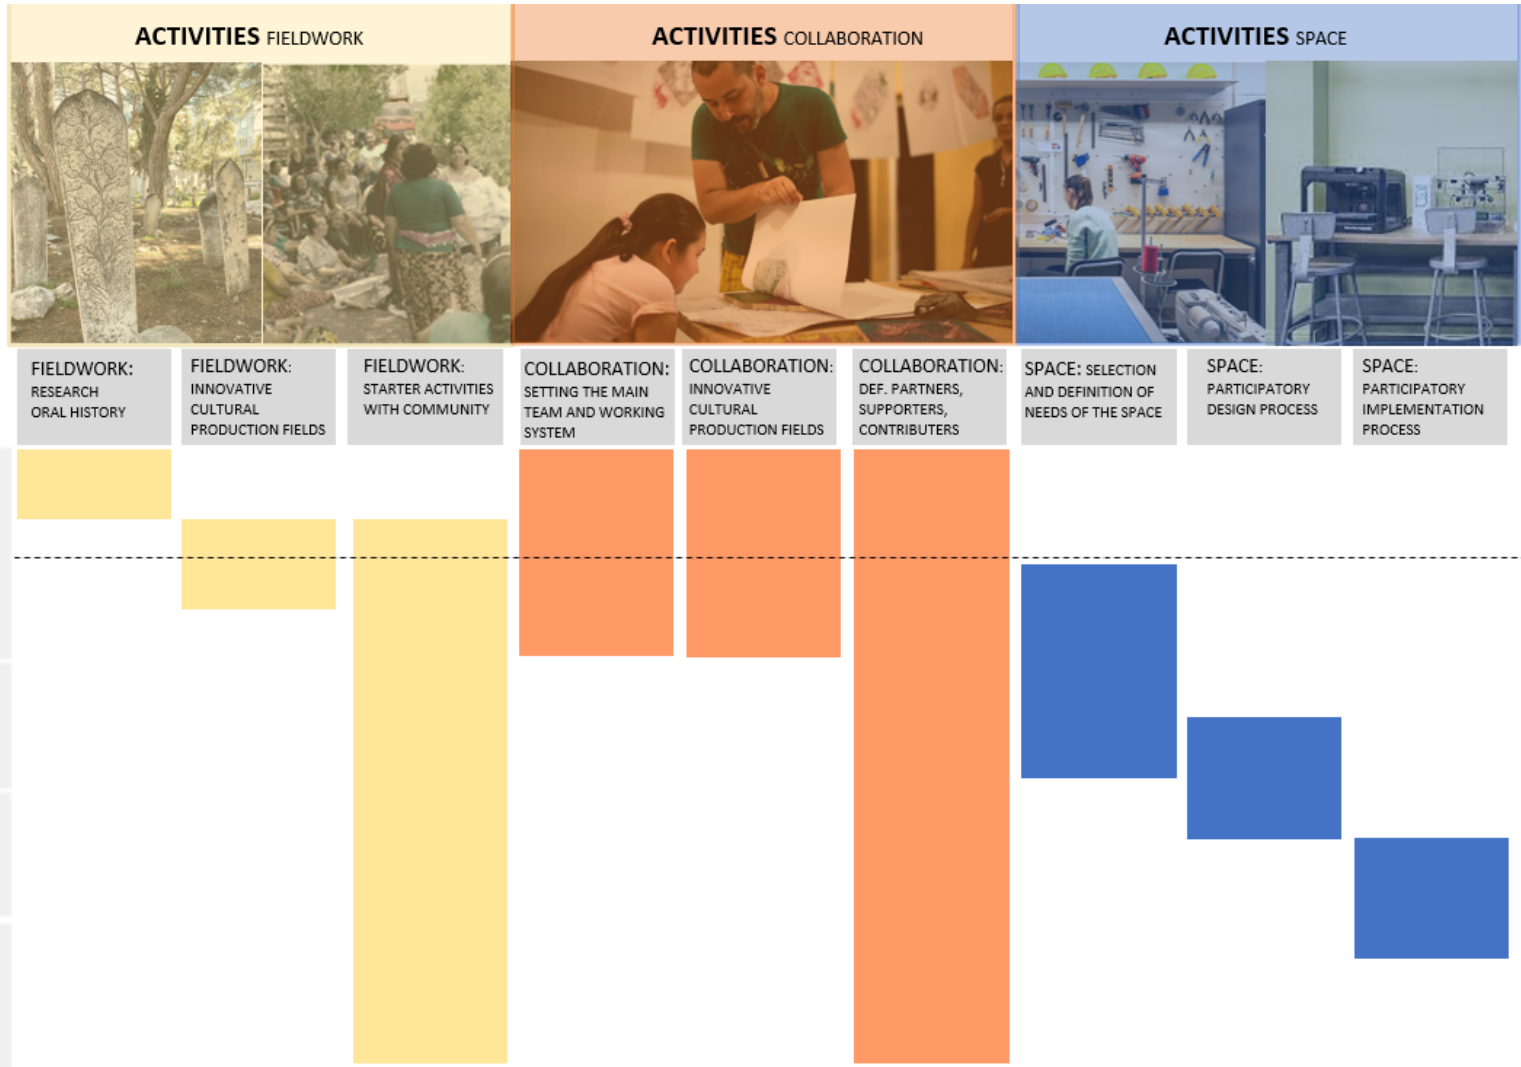 ACTIVITIES FIELDWORK
ACTIVITIES COLLABORATION
ACTIVITIES SPACE
FIELDWORK:
RESEARCH
ORAL HISTORY
FIELDWORK:
INNOVATIVE
CULTURAL
PRODUCTION FIELDS
FIELDWORK:
STARTER ACTIVITIES
WITH COMMUNITY
COLLABORATION:
SETTING THE MAIN
TEAM AND WORKING
SYSTEM
COLLABORATION:
INNOVATIVE
CULTURAL
PRODUCTION FIELDS
COLLABORATION:
DEF. PARTNERS,
SUPPORTERS,
CONTRIBUTERS
SPACE: SELECTION
AND DEFINITION OF
NEEDS OF THE SPACE
SPACE:
PARTICIPATORY
DESIGN PROCESS
SPACE:
PARTICIPATORY
IMPLEMENTATION
PROCESS